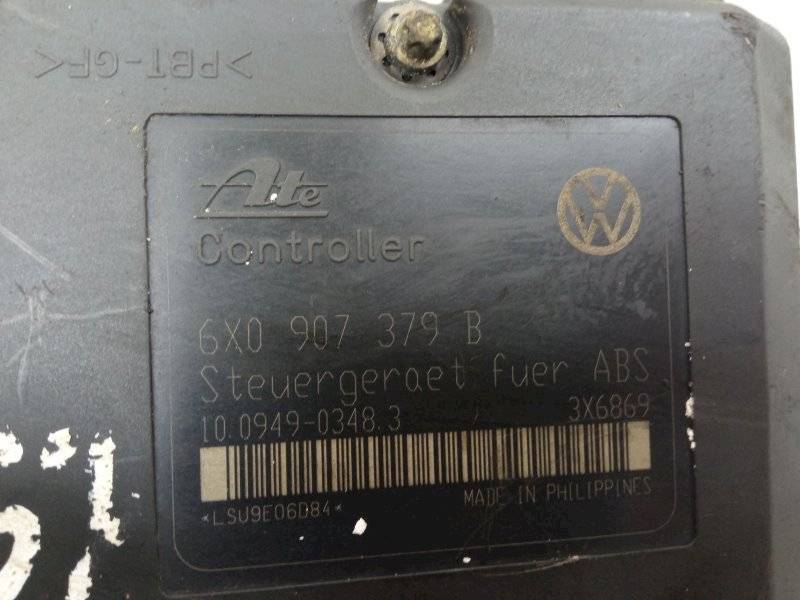 >PBT-GF<
Ate
Controller
6X0 907 379 B
Steuergeraet fuer ABS
10.0949-0348.3 3X6869
MADE IN PHILIPPINES
*LSU9E06D84*